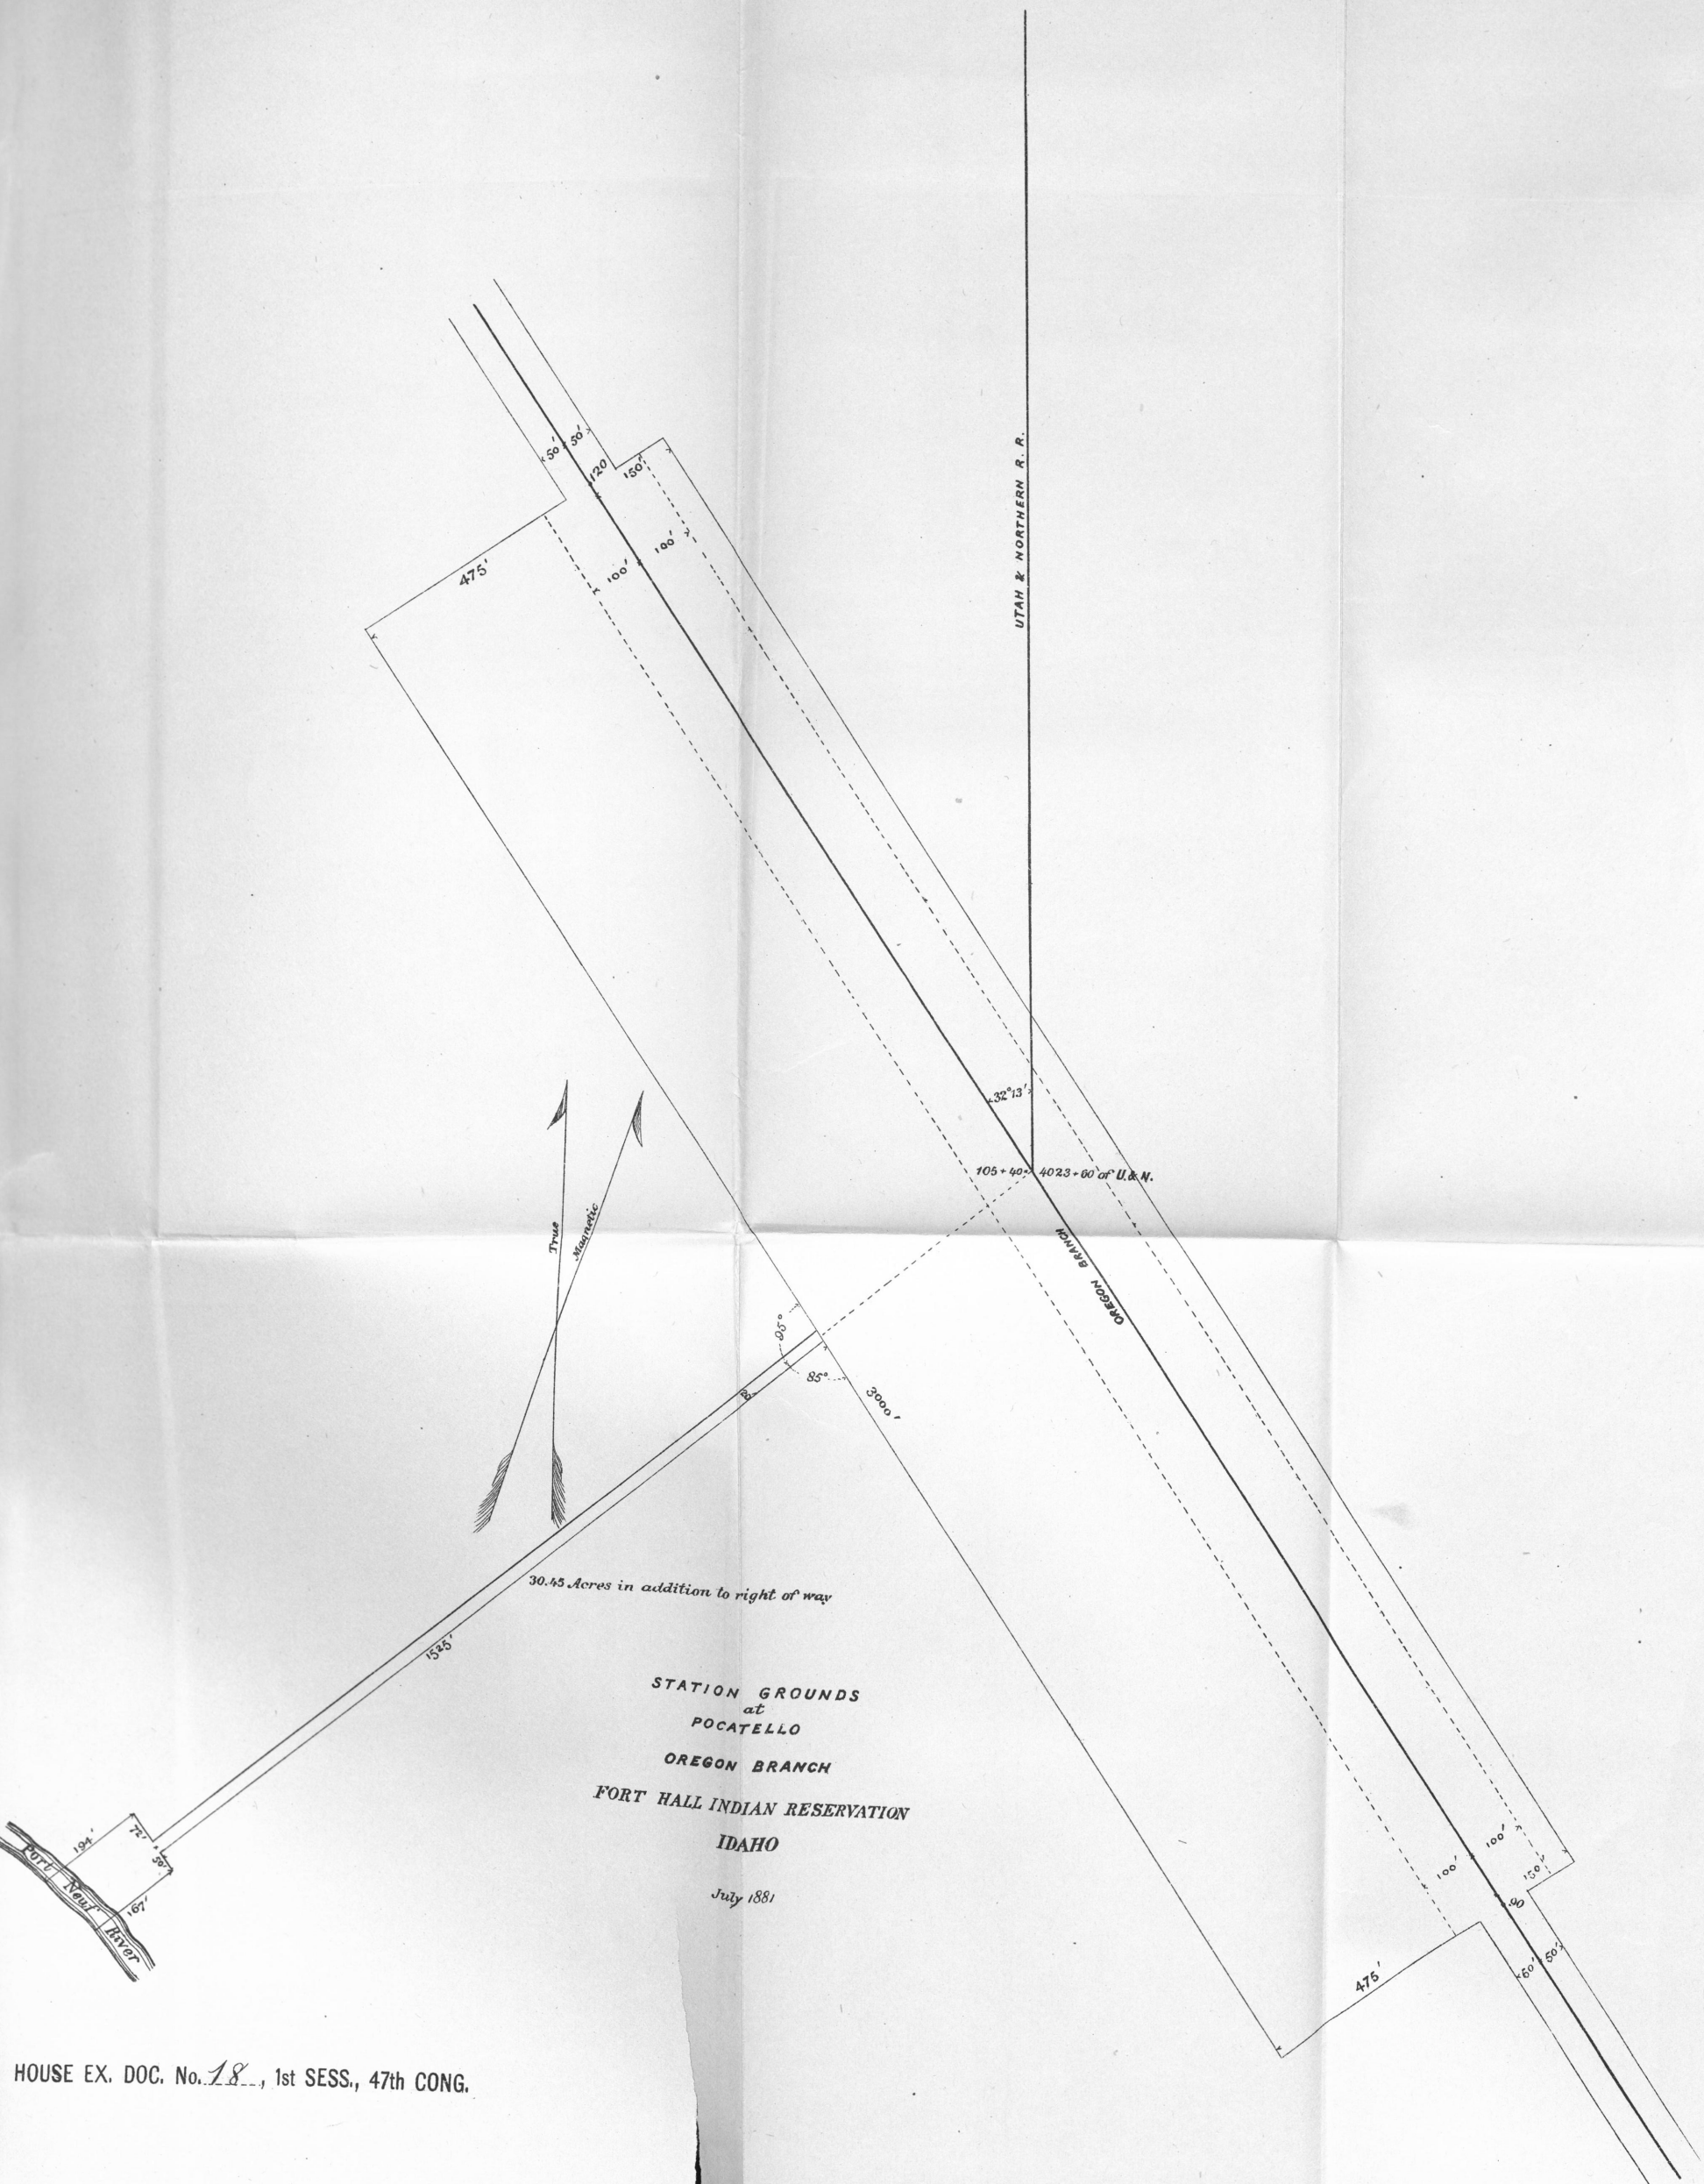 50'
50'
120
150'
475'
100'
100'
UTAH & NORTHERN R. R.
32°13'
105+40
4023+60 of U.& N.
OREGON BRANCH
True
Magnetic
95°
85°
3000'
1525'
30.45 Acres in addition to right of way
STATION GROUNDS
at
POCATELLO
OREGON BRANCH
FORT HALL INDIAN RESERVATION
IDAHO
July 1881
194'
72'
50'
167'
Port Neuf River
100'
100'
150'
90
50'
475'
HOUSE EX. DOC. No. 18, 1st SESS., 47th CONG.